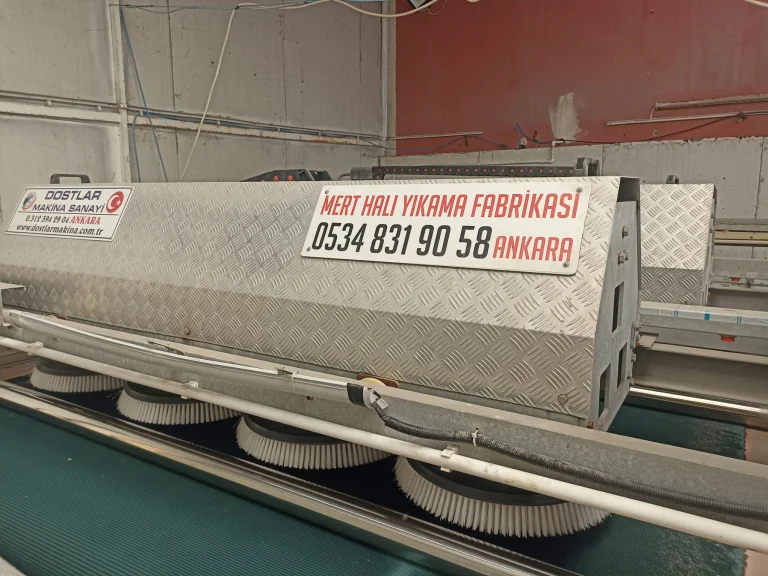 DOSTLAR
MAKİNA SANAYİ
0.312 394 29 04 ANKARA
www.dostlarmakina.com.tr
MERT HALI YIKAMA FABRİKASİ
0534 831 90 58 ANKARA